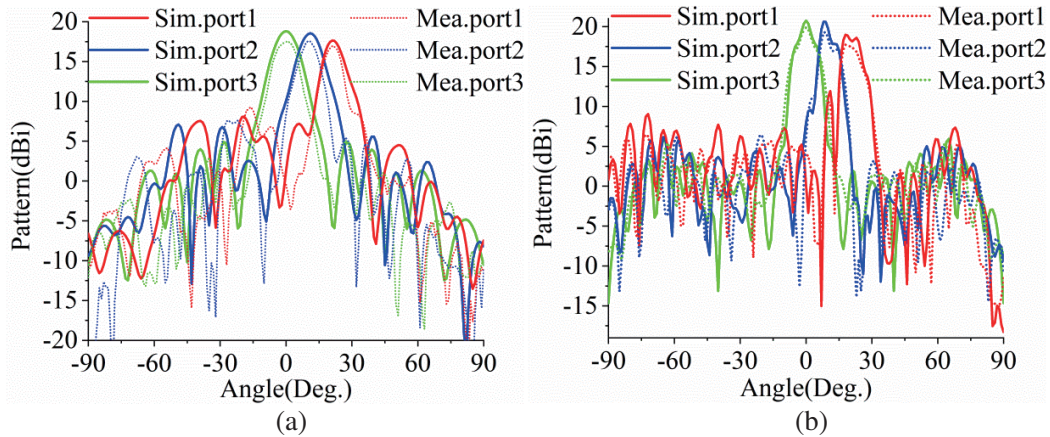 Sim.port1 Mea.port1
Sim.port2 Mea.port2
Sim.port3 Mea.port3
Pattern(dBi)
20
15
10
5
0
-5
-10
-15
-20
-90 -60 -30 0 30 60 90
Angle(Deg.)
(a)
Sim.port1 Mea.port1
Sim.port2 Mea.port2
Sim.port3 Mea.port3
Pattern(dBi)
20
15
10
5
0
-5
-10
-15
-90 -60 -30 0 30 60 90
Angle(Deg.)
(b)